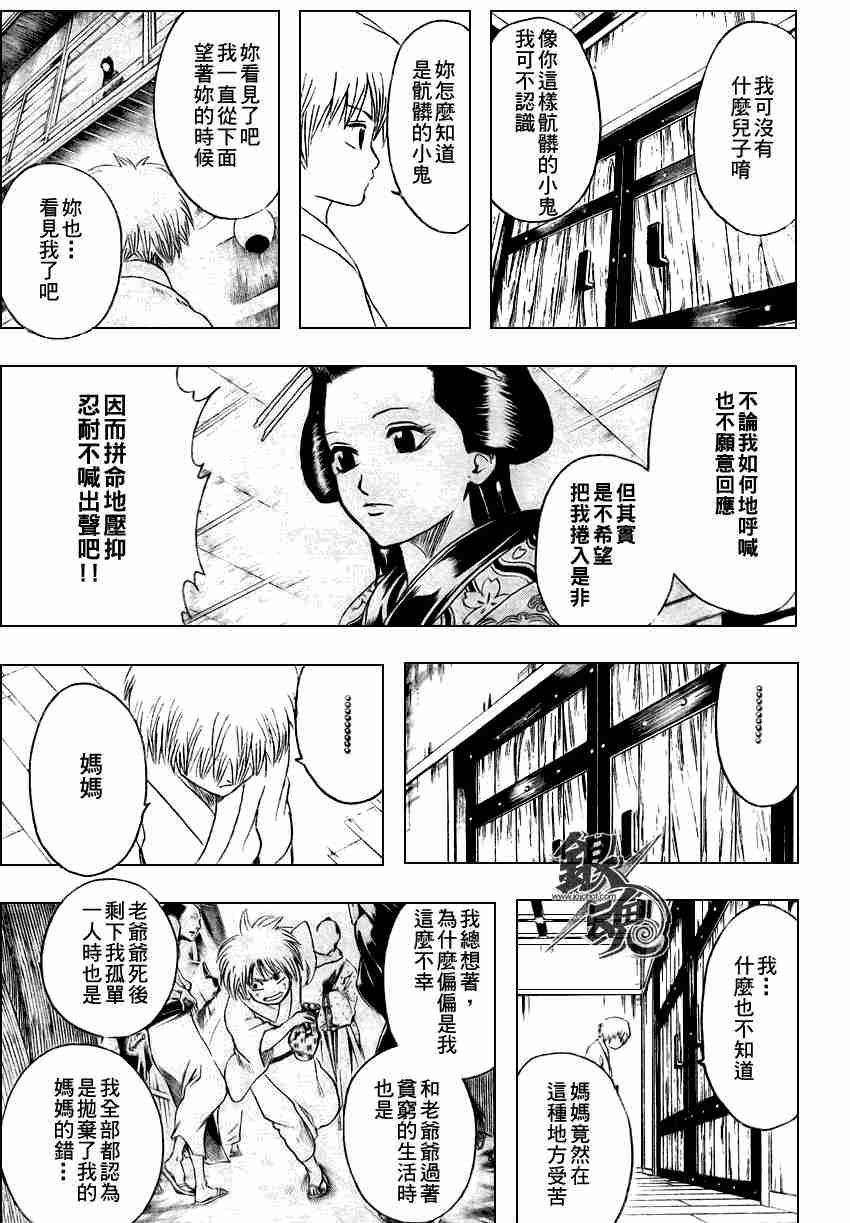 我可沒有
什麼兒子唷
像你這樣骯髒的小鬼
我可不認識
妳怎麼知道
是骯髒的小鬼
妳看見了吧
我一直從下面
望著妳的時候
妳也…
看見我了吧
不論我如何地呼喊
也不願意回應
但其實
是不希望
把我捲入是非
因而拼命地壓抑
忍耐不喊出聲吧!!
………
………
媽媽
銀魂
我…
什麼也不知道
媽媽竟然在
這種地方受苦
我總想著，
為什麼偏偏是我
這麼不幸
和老爺爺過著
貧窮的生活時
也是
老爺爺死後
剩下我孤單
一人時也是
我全部都認為
是拋棄了我的
媽媽的錯…